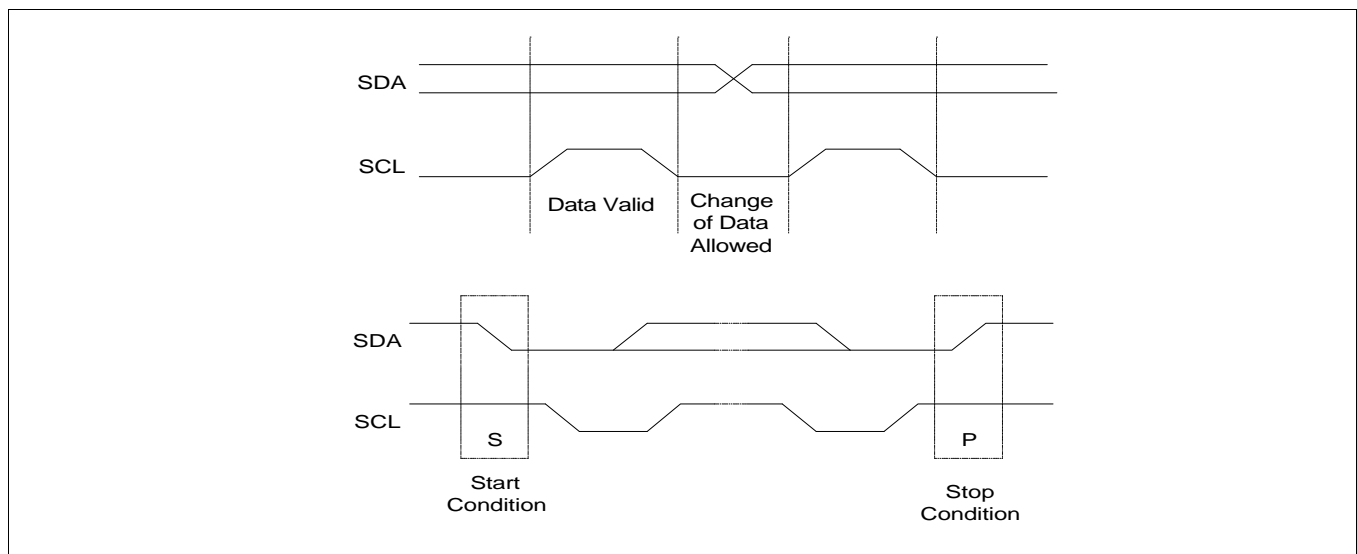 SDA
SCL
Data Valid
Change
of Data
Allowed
SDA
SCL
S
P
Start
Condition
Stop
Condition